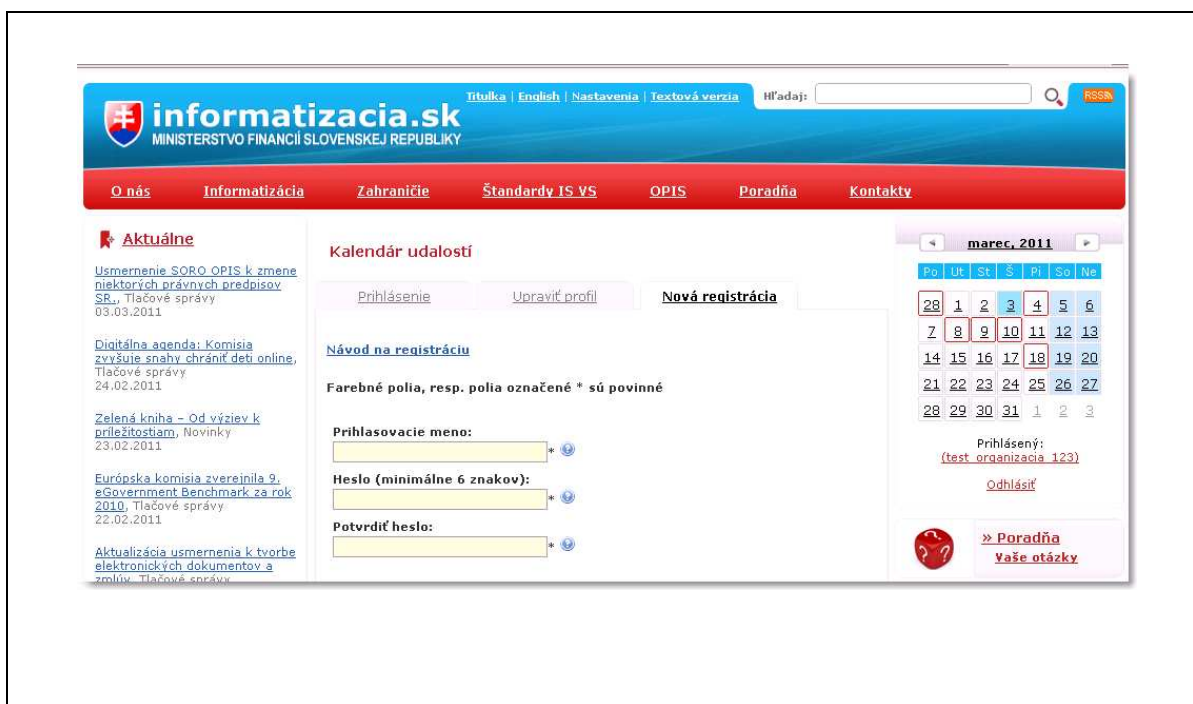 Titulka | English | Nastavenia | Textová verzia
Hľadaj:
RSS
informatizacia.sk
MINISTERSTVO FINANCIÍ SLOVENSKEJ REPUBLIKY
O nás Informatizácia Zahraničie Štandardy IS VS OPIS Poradňa Kontakty
Aktuálne
Usmernenie SORO OPIS k zmene
niektorých právnych predpisov
SR., Tlačové správy
03.03.2011
Digitálna agenda: Komisia
zvyšuje snahy chrániť deti online,
Tlačové správy
24.02.2011
Zelená kniha – Od výziev k
príležitostiam, Novinky
23.02.2011
Európska komisia zverejnila 9.
eGovernment Benchmark za rok
2010, Tlačové správy
22.02.2011
Aktualizácia usmernenia k tvorbe
elektronických dokumentov a
zmlúv, Tlačové správy
Kalendár udalostí
Prihlásenie Upraviť profil Nová registrácia
Návod na registráciu
Farebné polia, resp. polia označené * sú povinné
Prihlasovacie meno:
*
Heslo (minimálne 6 znakov):
*
Potvrdiť heslo:
*
marec, 2011
Po Ut St Š Pi So Ne
28 1 2 3 4 5 6
7 8 9 10 11 12 13
14 15 16 17 18 19 20
21 22 23 24 25 26 27
28 29 30 31 1 2 3
Prihlásený:
(test organizacia 123)
Odhlásiť
» Poradňa
Vaše otázky